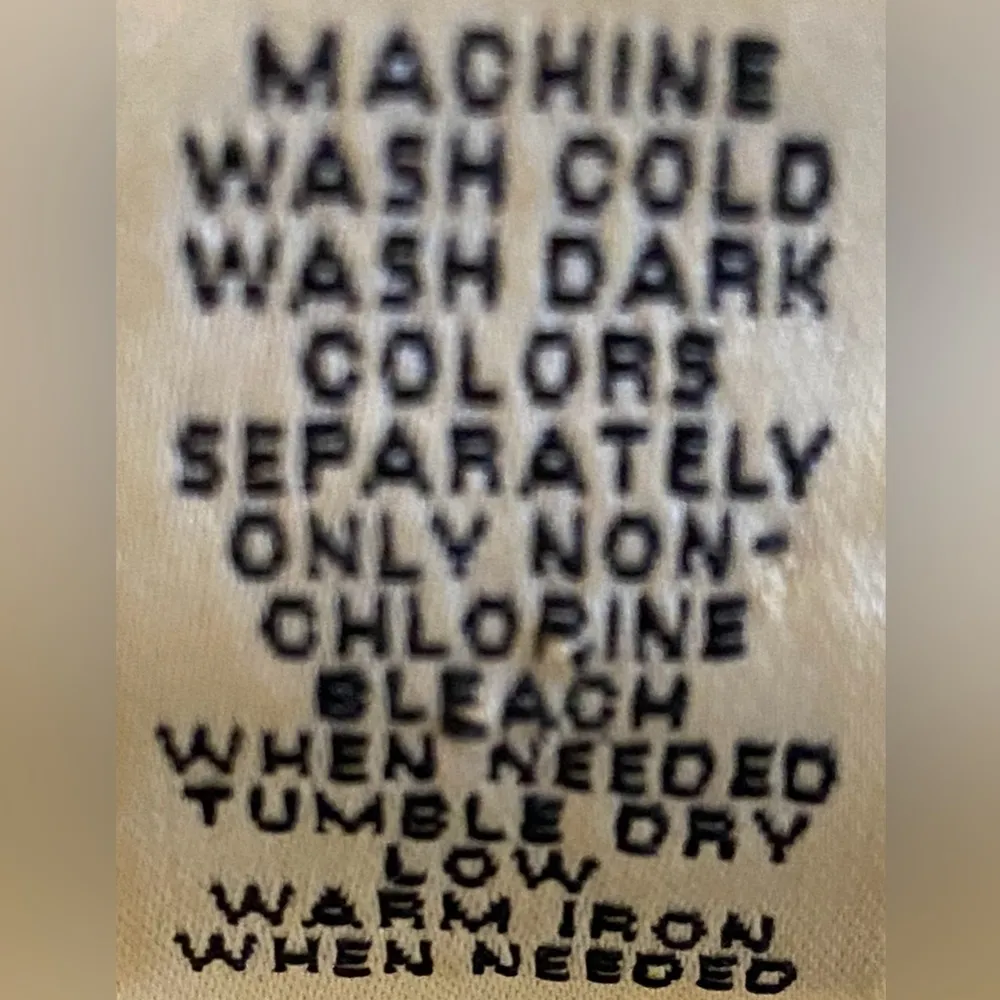 MACHINE
WASH COLD
WASH DARK
COLORS
SEPARATELY
ONLY NON-
CHLORINE
BLEACH
WHEN NEEDED
TUMBLE DRY
LOW
WARM IRON
WHEN NEEDED